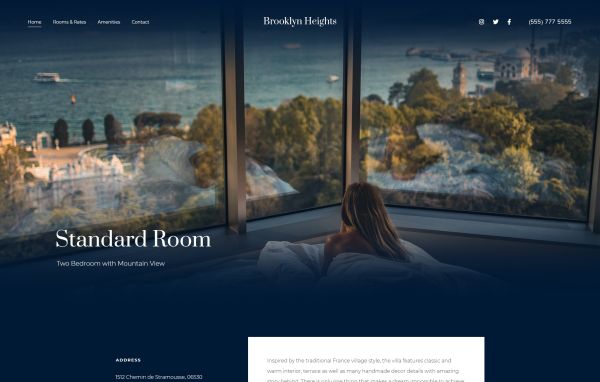 Home Rooms & Rates Amenities Contact Brooklyn Heights (555) 777 5555
Standard Room
Two Bedroom with Mountain View
ADDRESS
1512 Chemin de Stramousse, 06530
Inspired by the traditional France village style, the villa features classic and
warm interior, terrace as well as many handmade decor details with amazing